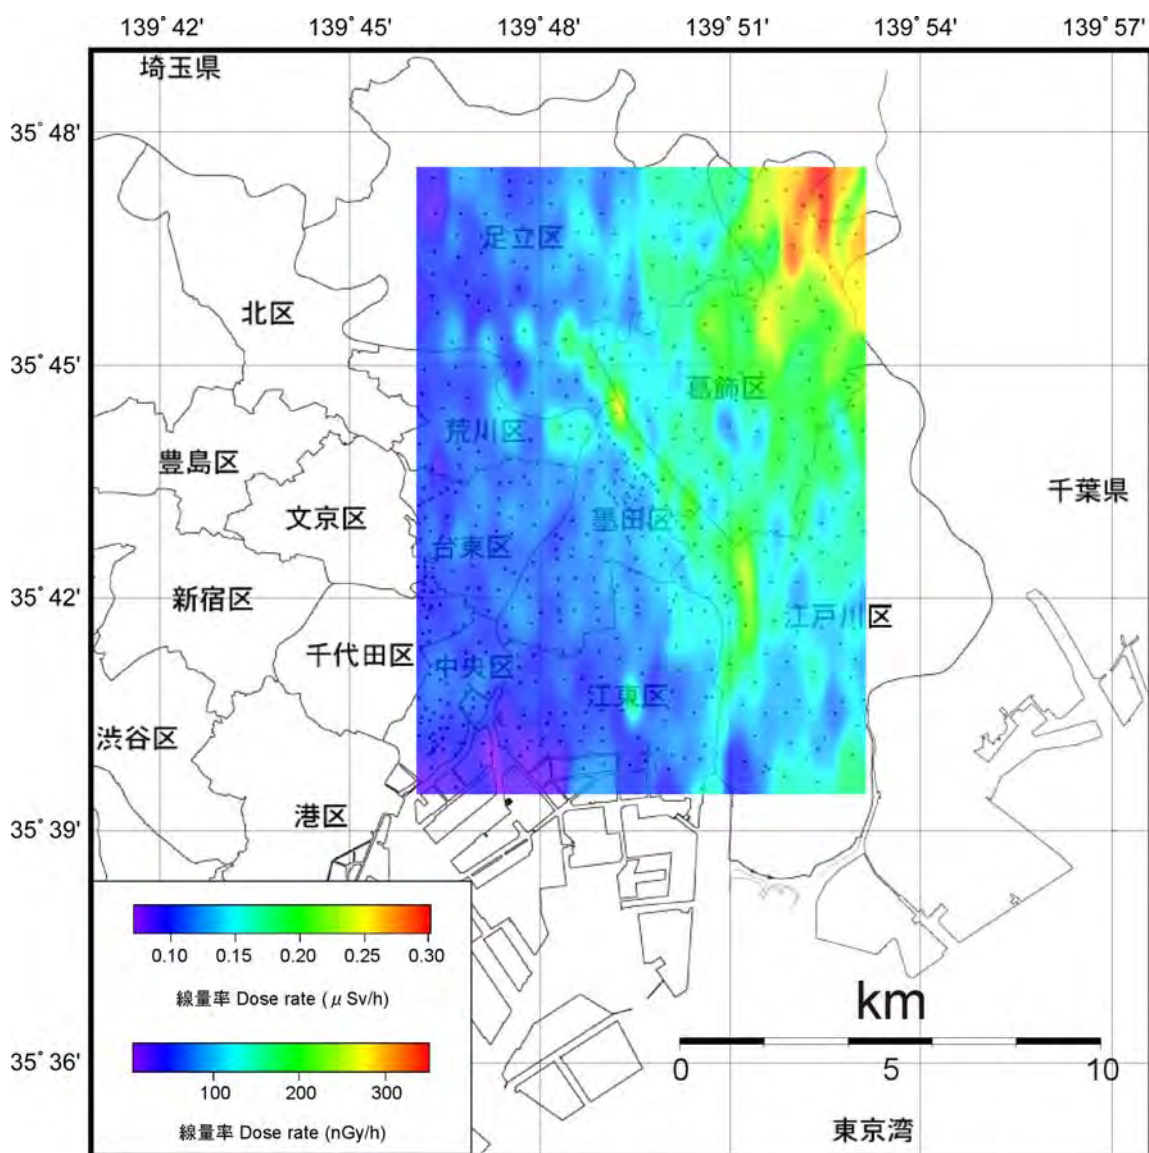 139° 42' 139° 45' 139° 48' 139° 51' 139° 54' 139° 57'
埼玉県
35° 48'
足立区
北区
35° 45'
葛飾区
荒川区
豊島区
千葉県
文京区
墨田区
台東区
35° 42'
新宿区
江戸川区
千代田区
中央区
江東区
渋谷区
港区
35° 39'
0.10 0.15 0.20 0.25 0.30
線量率 Dose rate (μ Sv/h)
km
35° 36'
0 5 10
100 200 300
線量率 Dose rate (nGy/h)
東京湾